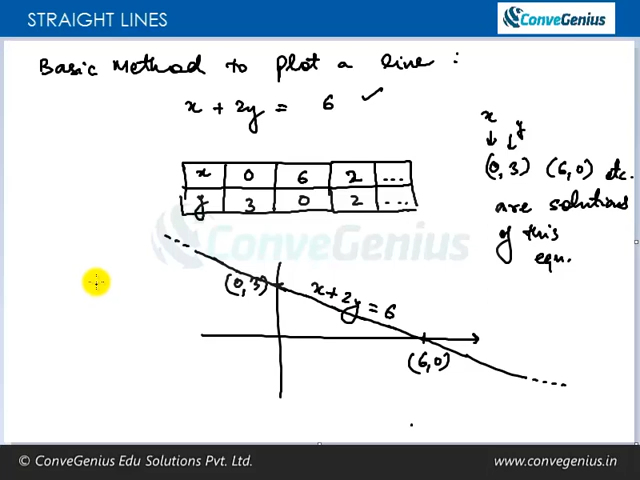 STRAIGHT LINES
ConveGenius
Basic Method to plot a line :
x + 2y = 6 ✓
x y
(0, 3) (6, 0) etc.
are solutions
of this
equ.
x 0 6 2 ...
y 3 0 2 ...
ConveGenius
(0, 3)
x + 2y = 6
(6, 0)
© ConveGenius Edu Solutions Pvt. Ltd. www.convegenius.in